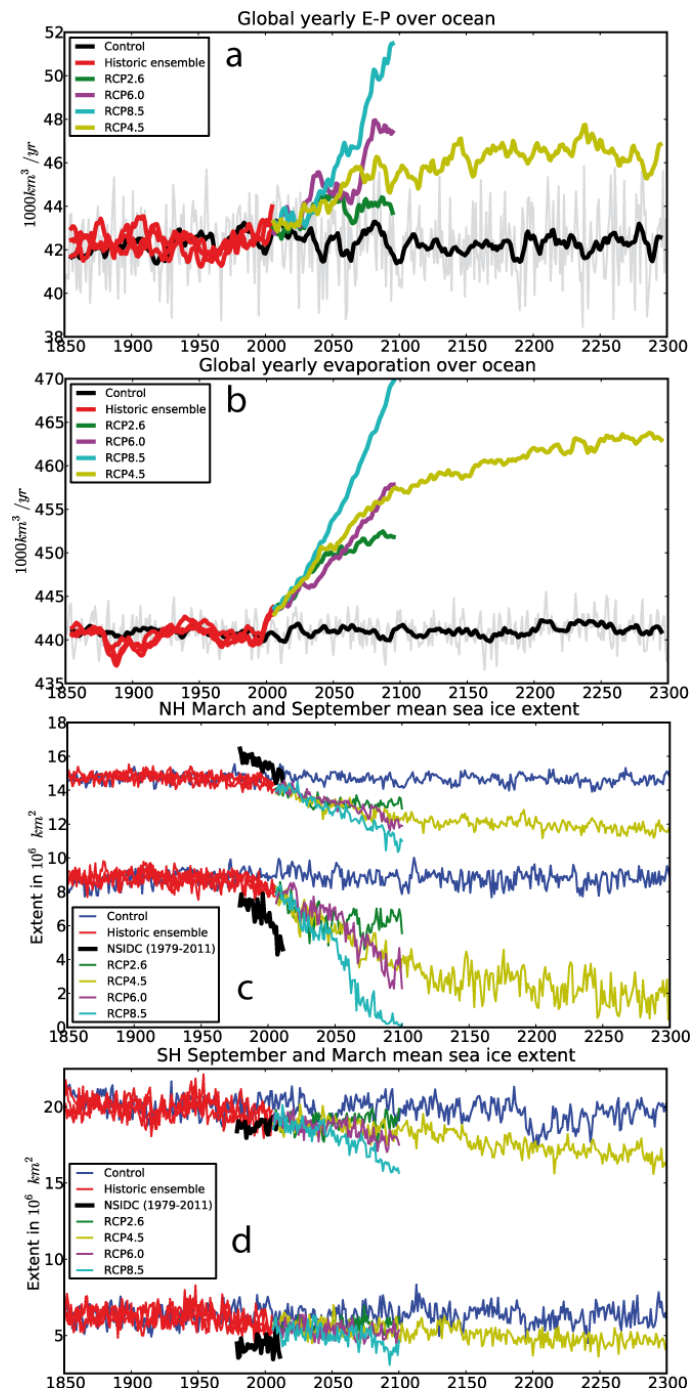 Global yearly E-P over ocean
a
Control
Historic ensemble
RCP2.6
RCP6.0
RCP8.5
RCP4.5
1000km³/yr
52
50
48
46
44
42
40
38
1850 1900 1950 2000 2050 2100 2150 2200 2250 2300
Global yearly evaporation over ocean
b
Control
Historic ensemble
RCP2.6
RCP6.0
RCP8.5
RCP4.5
1000km³/yr
470
465
460
455
450
445
440
435
1850 1900 1950 2000 2050 2100 2150 2200 2250 2300
NH March and September mean sea ice extent
Extent in 10⁶ km²
18
16
14
12
10
8
6
4
2
0
Control
Historic ensemble
NSIDC (1979-2011)
RCP2.6
RCP4.5
RCP6.0
RCP8.5
c
1850 1900 1950 2000 2050 2100 2150 2200 2250 2300
SH September and March mean sea ice extent
Extent in 10⁶ km²
20
15
10
5
Control
Historic ensemble
NSIDC (1979-2011)
RCP2.6
RCP4.5
RCP6.0
RCP8.5
d
1850 1900 1950 2000 2050 2100 2150 2200 2250 2300